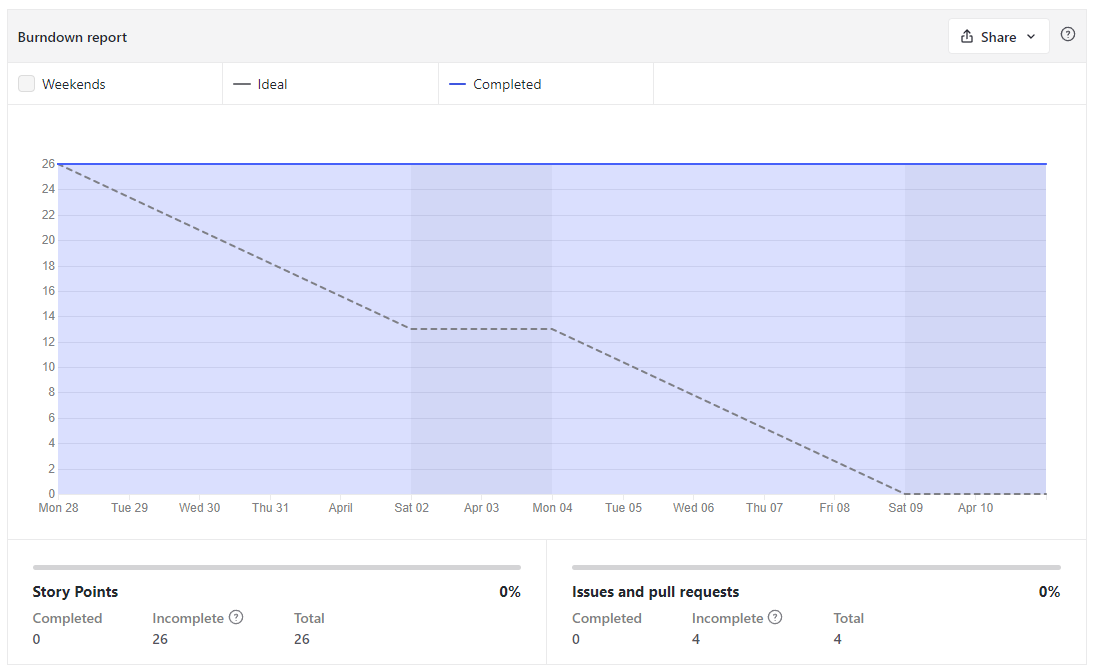 Burndown report
Share
Weekends
Ideal
Completed
26
24
22
20
18
16
14
12
10
8
6
4
2
0
Mon 28 Tue 29 Wed 30 Thu 31 April Sat 02 Apr 03 Mon 04 Tue 05 Wed 06 Thu 07 Fri 08 Sat 09 Apr 10
Story Points 0%
Completed Incomplete ? Total
0 26 26
Issues and pull requests 0%
Completed Incomplete ? Total
0 4 4